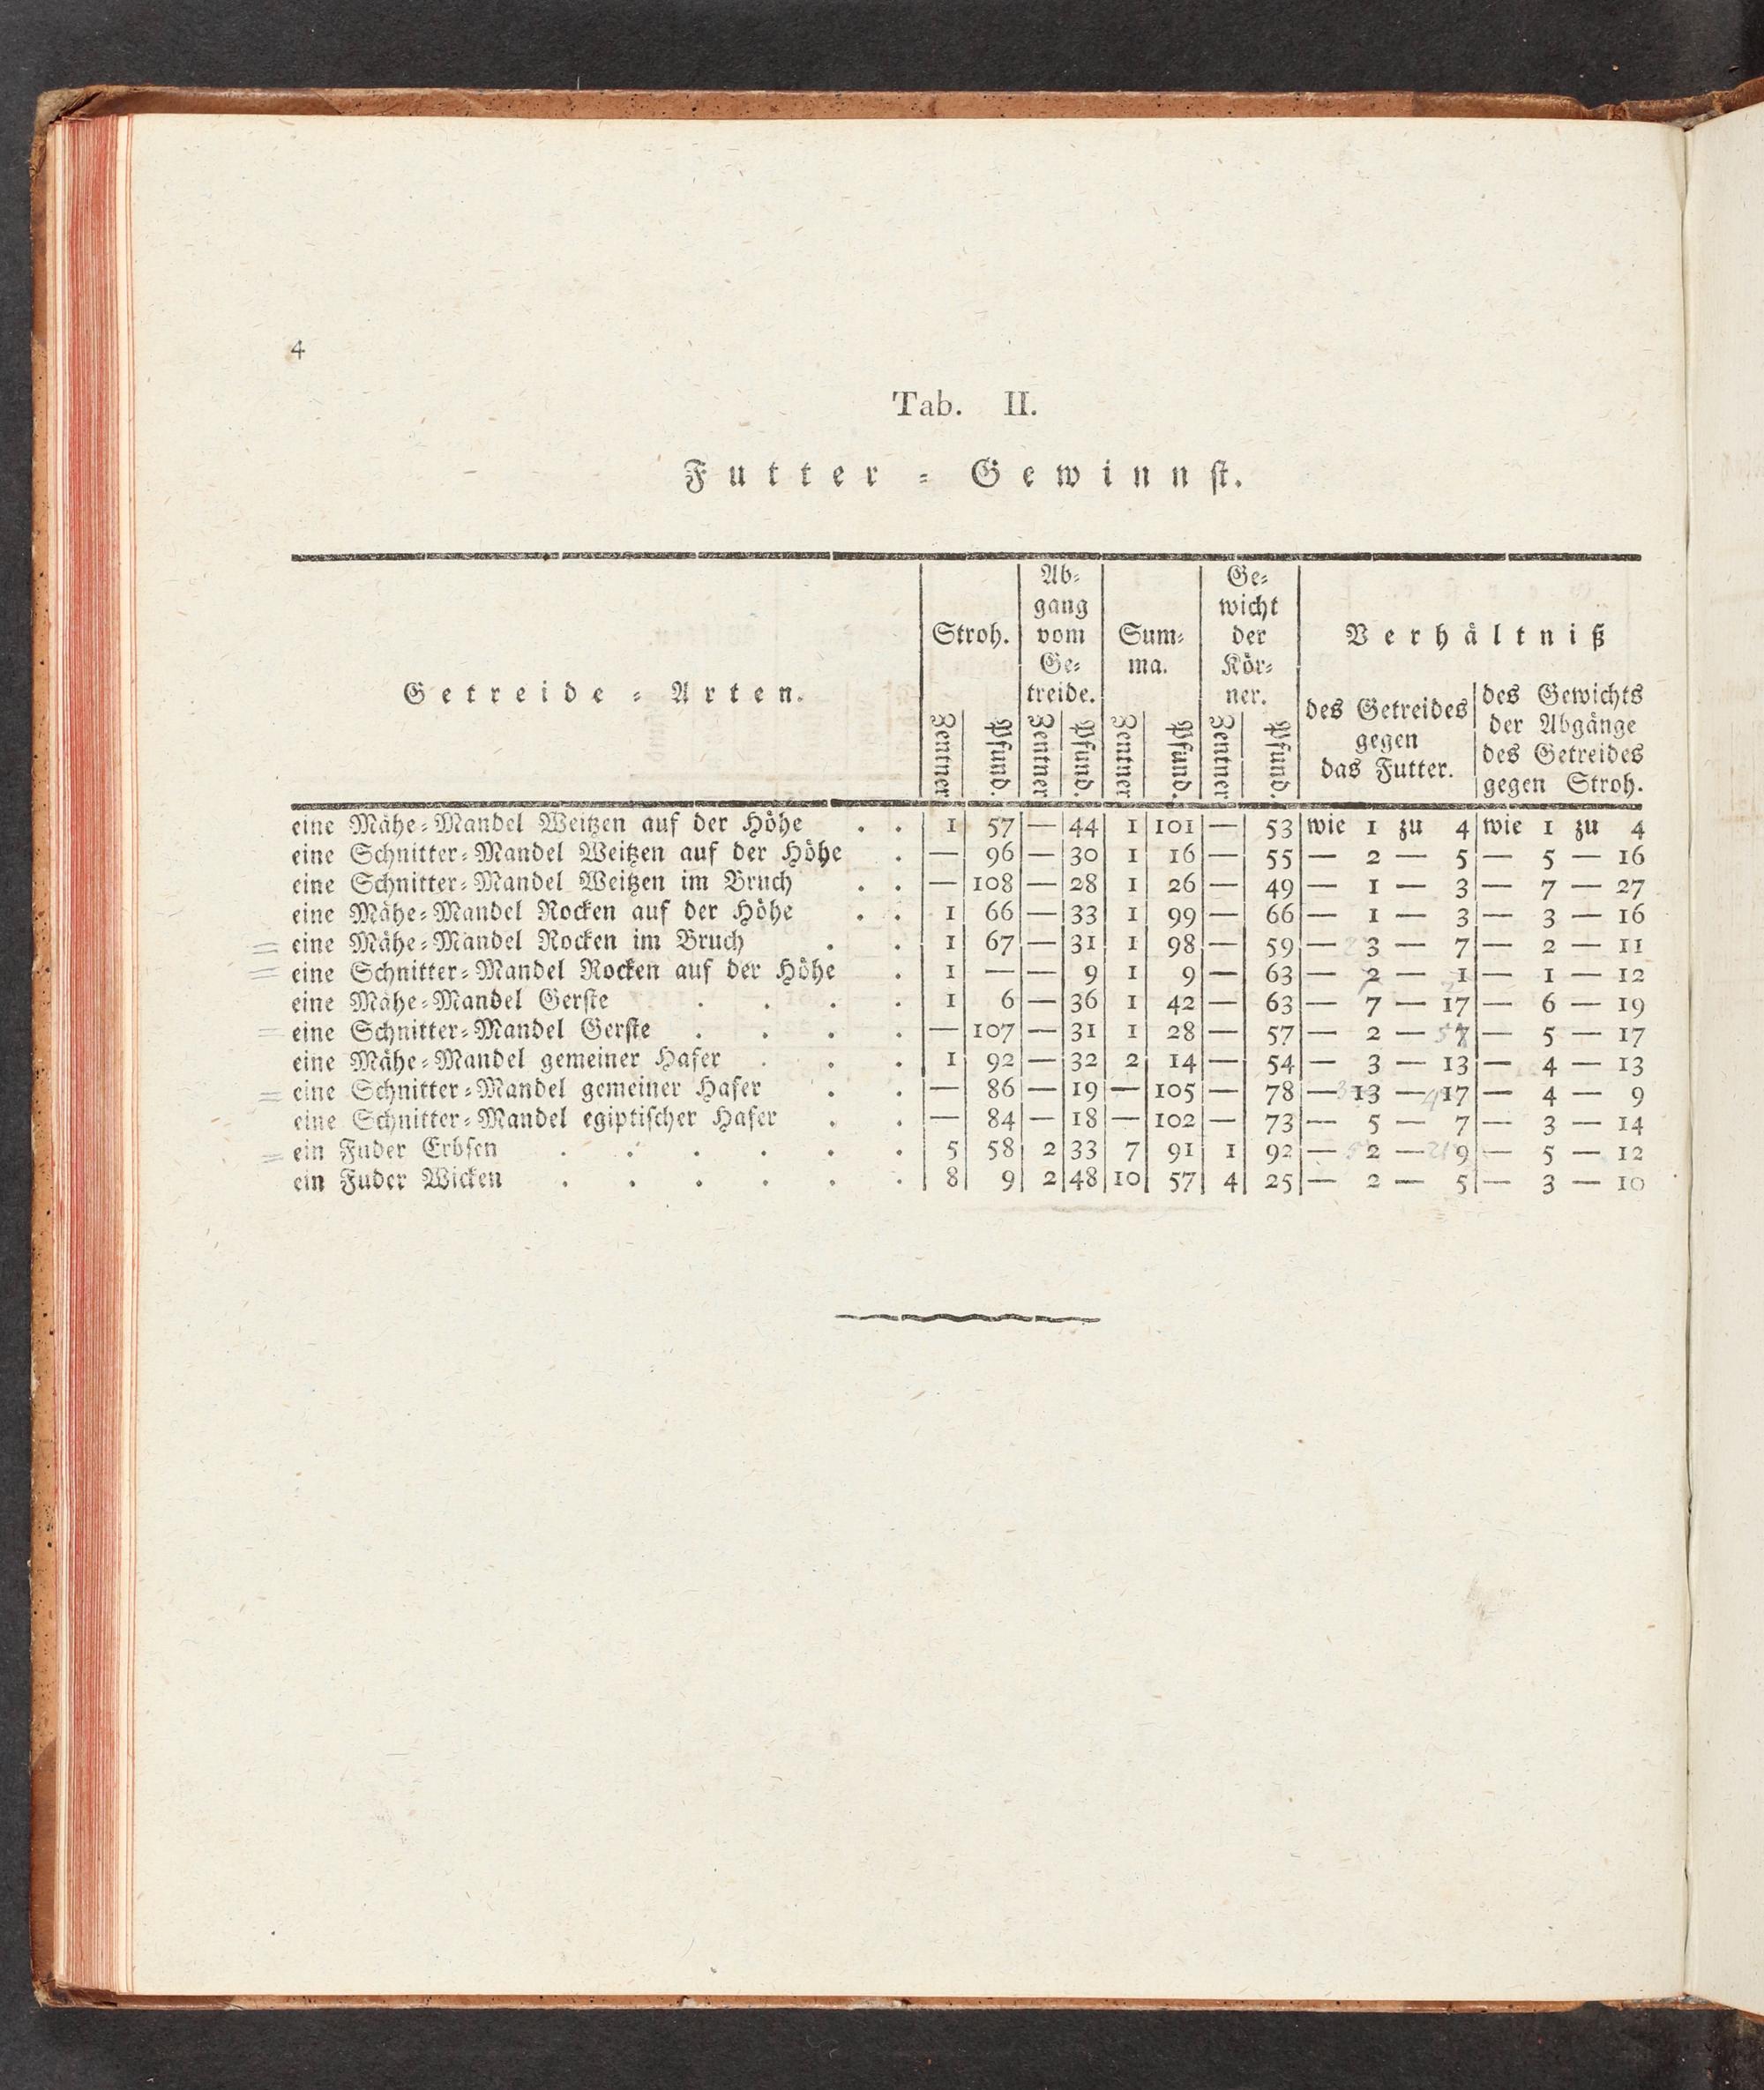 4
Tab. II.
Futter-Gewinnst.
Getreide-Arten.
Stroh.
Ab-
gang
vom
Ge-
treide.
Sum-
ma.
Ge-
wicht
der
Kör-
ner.
Verhältniß
des Getreides
gegen
das Futter.
des Gewichts
der Abgänge
des Getreides
gegen Stroh.
Zentner Pfund. Zentner Pfund. Zentner Pfund. Zentner Pfund.
eine Mähe-Mandel Weitzen auf der Höhe . . 1 57 — 44 1 101 — 53 wie 1 zu 4 wie 1 zu 4
eine Schnitter-Mandel Weitzen auf der Höhe . — 96 — 30 1 16 — 55 — 2 — 5 — 5 — 16
eine Schnitter-Mandel Weitzen im Bruch . . — 108 — 28 1 26 — 49 — 1 — 3 — 7 — 27
eine Mähe-Mandel Rocken auf der Höhe . . 1 66 — 33 1 99 — 66 — 1 — 3 — 3 — 16
eine Mähe-Mandel Rocken im Bruch . . 1 67 — 31 1 98 — 59 — 3 — 7 — 2 — 11
eine Schnitter-Mandel Rocken auf der Höhe . 1 — — 9 1 9 — 63 — 2 — 1 — 1 — 12
eine Mähe-Mandel Gerste . . . . 1 6 — 36 1 42 — 63 — 7 — 17 — 6 — 19
eine Schnitter-Mandel Gerste . . . . — 107 — 31 1 28 — 57 — 2 — 5 — 5 — 17
eine Mähe-Mandel gemeiner Hafer . . . 1 92 — 32 2 14 — 54 — 3 — 13 — 4 — 13
eine Schnitter-Mandel gemeiner Hafer . . — 86 — 19 — 105 — 78 — 13 — 17 — 4 — 9
eine Schnitter-Mandel egiptischer Hafer . . — 84 — 18 — 102 — 73 — 5 — 7 — 3 — 14
ein Fuder Erbsen . . . . . . 5 58 2 33 7 91 1 92 — 2 — 9 — 5 — 12
ein Fuder Wicken . . . . . . 8 9 2 48 10 57 4 25 — 2 — 5 — 3 — 10